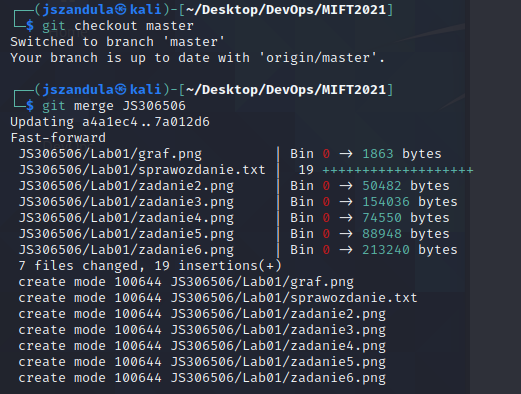 ┌──(jszandula㉿kali)-[~/Desktop/DevOps/MIFT2021]
└─$ git checkout master
Switched to branch 'master'
Your branch is up to date with 'origin/master'.
┌──(jszandula㉿kali)-[~/Desktop/DevOps/MIFT2021]
└─$ git merge JS306506
Updating a4a1ec4..7a012d6
Fast-forward
 JS306506/Lab01/graf.png         | Bin 0 -> 1863 bytes
 JS306506/Lab01/sprawozdanie.txt |  19 +++++++++++++++++++
 JS306506/Lab01/zadanie2.png     | Bin 0 -> 50482 bytes
 JS306506/Lab01/zadanie3.png     | Bin 0 -> 154036 bytes
 JS306506/Lab01/zadanie4.png     | Bin 0 -> 74550 bytes
 JS306506/Lab01/zadanie5.png     | Bin 0 -> 88948 bytes
 JS306506/Lab01/zadanie6.png     | Bin 0 -> 213240 bytes
 7 files changed, 19 insertions(+)
 create mode 100644 JS306506/Lab01/graf.png
 create mode 100644 JS306506/Lab01/sprawozdanie.txt
 create mode 100644 JS306506/Lab01/zadanie2.png
 create mode 100644 JS306506/Lab01/zadanie3.png
 create mode 100644 JS306506/Lab01/zadanie4.png
 create mode 100644 JS306506/Lab01/zadanie5.png
 create mode 100644 JS306506/Lab01/zadanie6.png